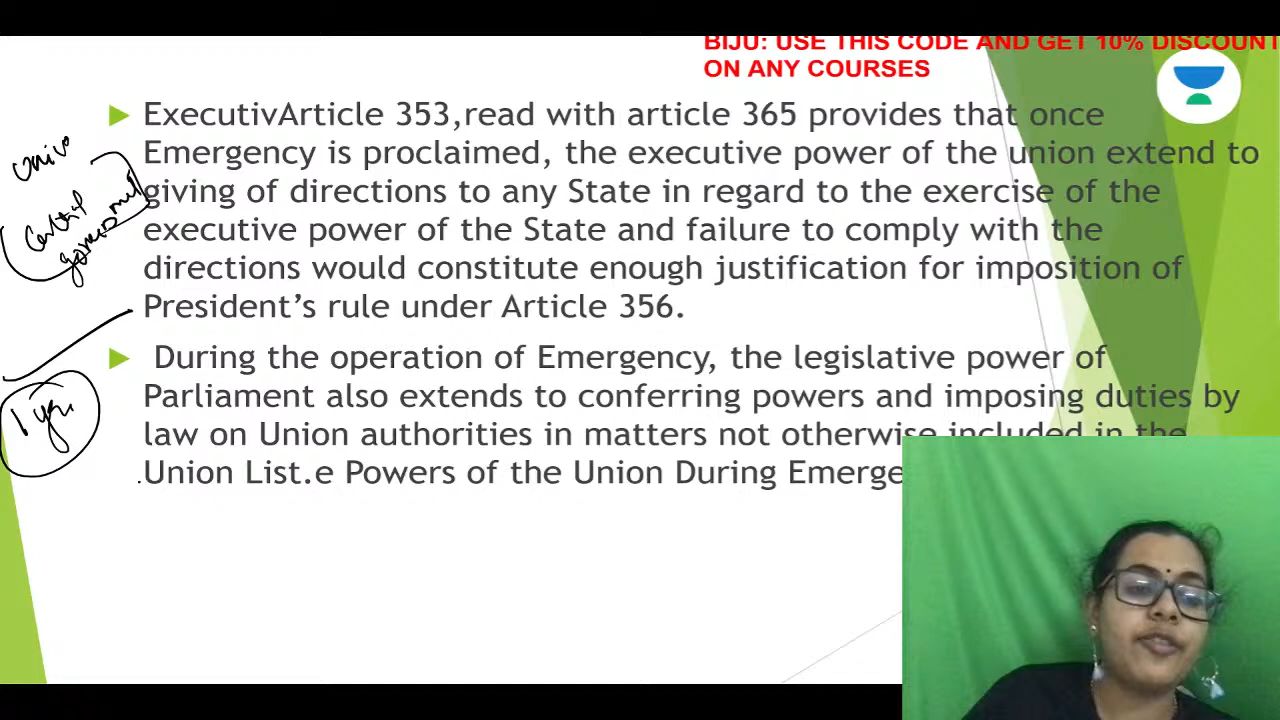 BIJU: USE THIS CODE AND GET 10% DISCOUNT
ON ANY COURSES
ExecutivArticle 353,read with article 365 provides that once
Emergency is proclaimed, the executive power of the union extend to
giving of directions to any State in regard to the exercise of the
executive power of the State and failure to comply with the
directions would constitute enough justification for imposition of
President’s rule under Article 356.
During the operation of Emergency, the legislative power of
Parliament also extends to conferring powers and imposing duties by
law on Union authorities in matters not otherwise included in the
.Union List.e Powers of the Union During Emerge